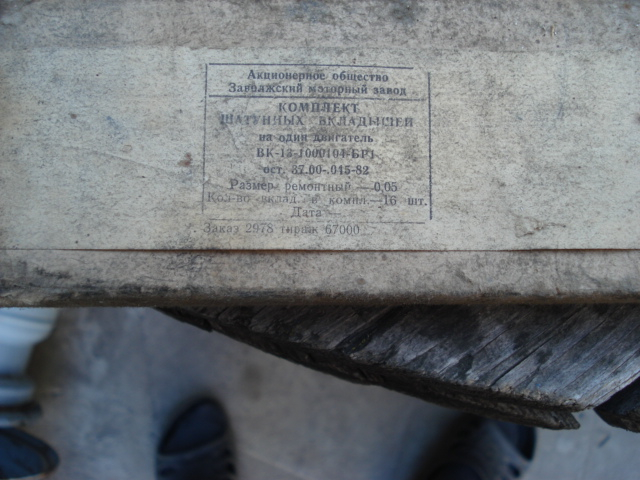 Акционерное общество
Заволжский моторный завод
КОМПЛЕКТ
ШАТУННЫХ ВКЛАДЫШЕЙ
на один двигатель
ВК-13-1000104-БР1
ост. 37.00-.015-82
Размер ремонтный —0,05
Кол-во вклад. в компл.—16 шт.
Дата —
Заказ 2978 тираж 67000